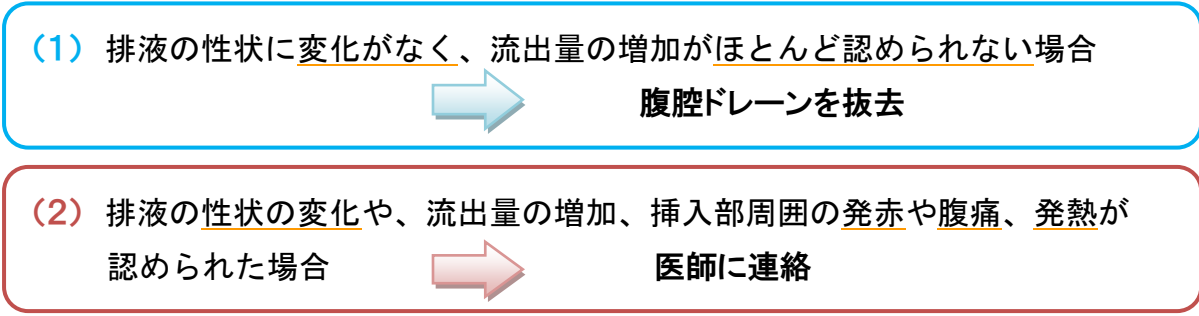 (1) 排液の性状に変化がなく、流出量の増加がほとんど認められない場合
腹腔ドレーンを抜去
(2) 排液の性状の変化や、流出量の増加、挿入部周囲の発赤や腹痛、発熱が
認められた場合 医師に連絡